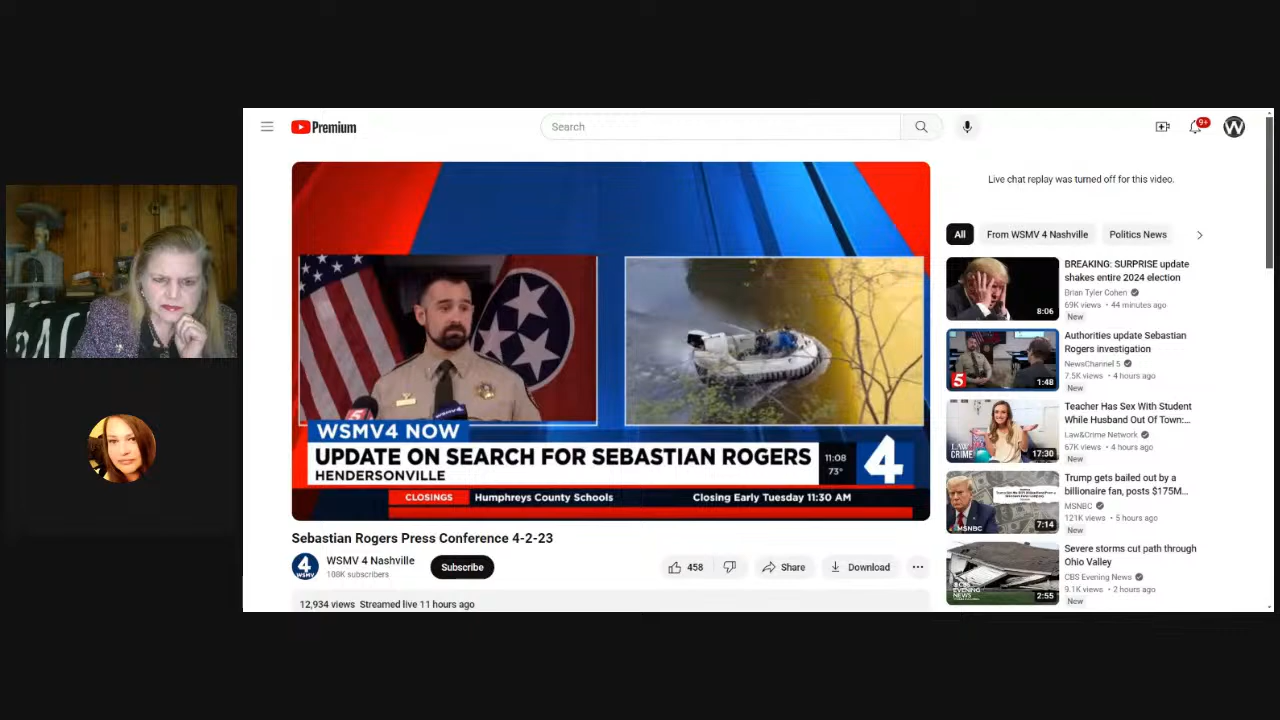 Premium
Search
9+
W
Live chat replay was turned off for this video.
All
From WSMV 4 Nashville
Politics News
BREAKING: SURPRISE update
shakes entire 2024 election
Brian Tyler Cohen
69K views • 44 minutes ago
New
8:06
Authorities update Sebastian
Rogers investigation
NewsChannel 5
7.5K views • 4 hours ago
New
5
1:48
Teacher Has Sex With Student
While Husband Out Of Town:...
Law&Crime Network
67K views • 4 hours ago
New
LAW&
CRIME
17:30
Trump gets bailed out by a
billionaire fan, posts $175M...
MSNBC
121K views • 5 hours ago
New
MSNBC
7:14
Severe storms cut path through
Ohio Valley
CBS Evening News
9.1K views • 2 hours ago
New
2:55
WSMV4 NOW
UPDATE ON SEARCH FOR SEBASTIAN ROGERS
HENDERSONVILLE
11:08
73°
4
CLOSINGS
Humphreys County Schools
Closing Early Tuesday 11:30 AM
Sebastian Rogers Press Conference 4-2-23
WSMV 4 Nashville
108K subscribers
Subscribe
458
Share
Download
12,934 views Streamed live 11 hours ago